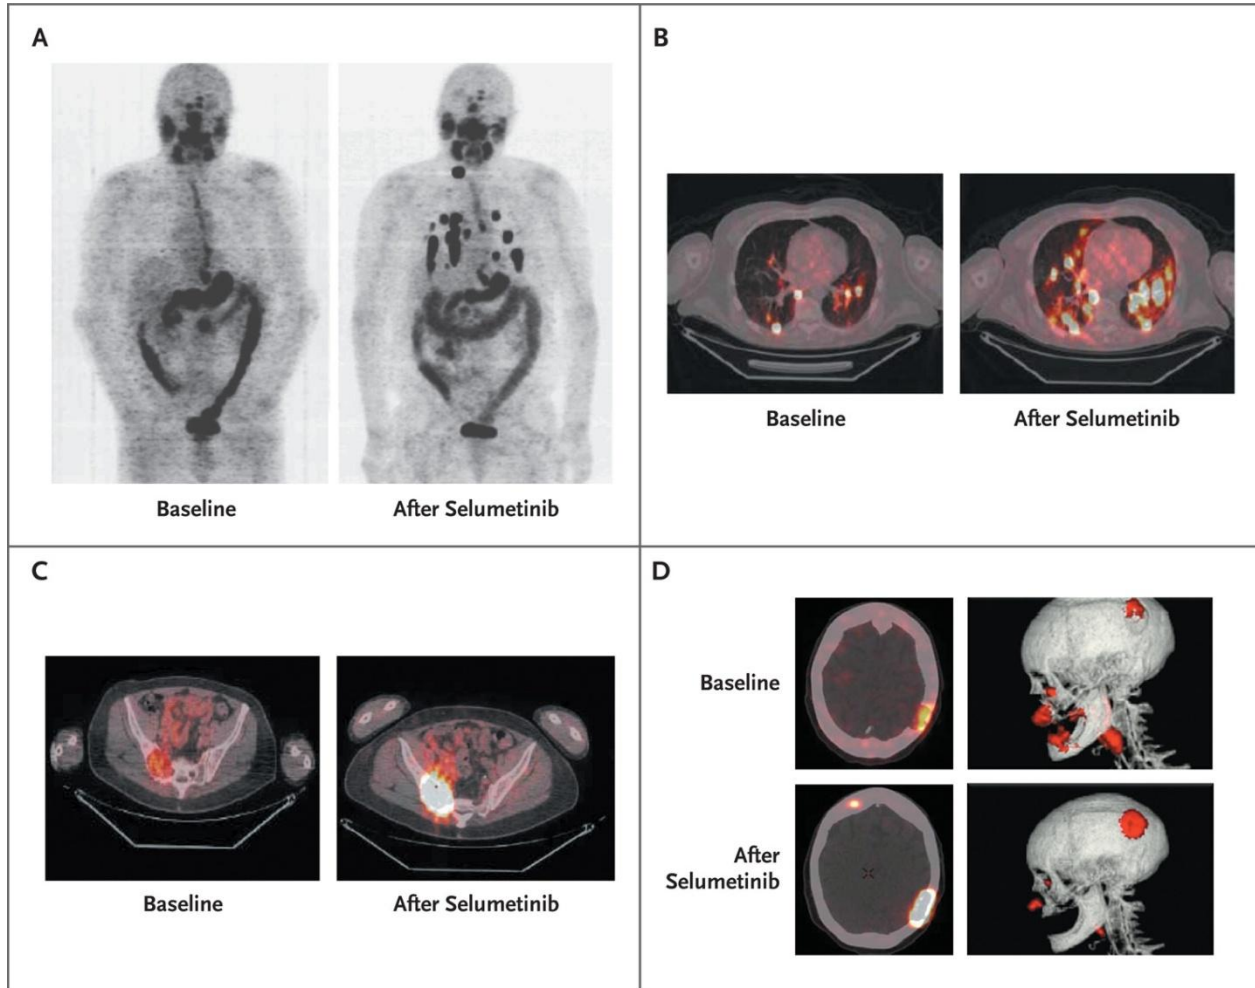 A
Baseline
After Selumetinib
B
Baseline
After Selumetinib
C
Baseline
After Selumetinib
D
Baseline
After
Selumetinib